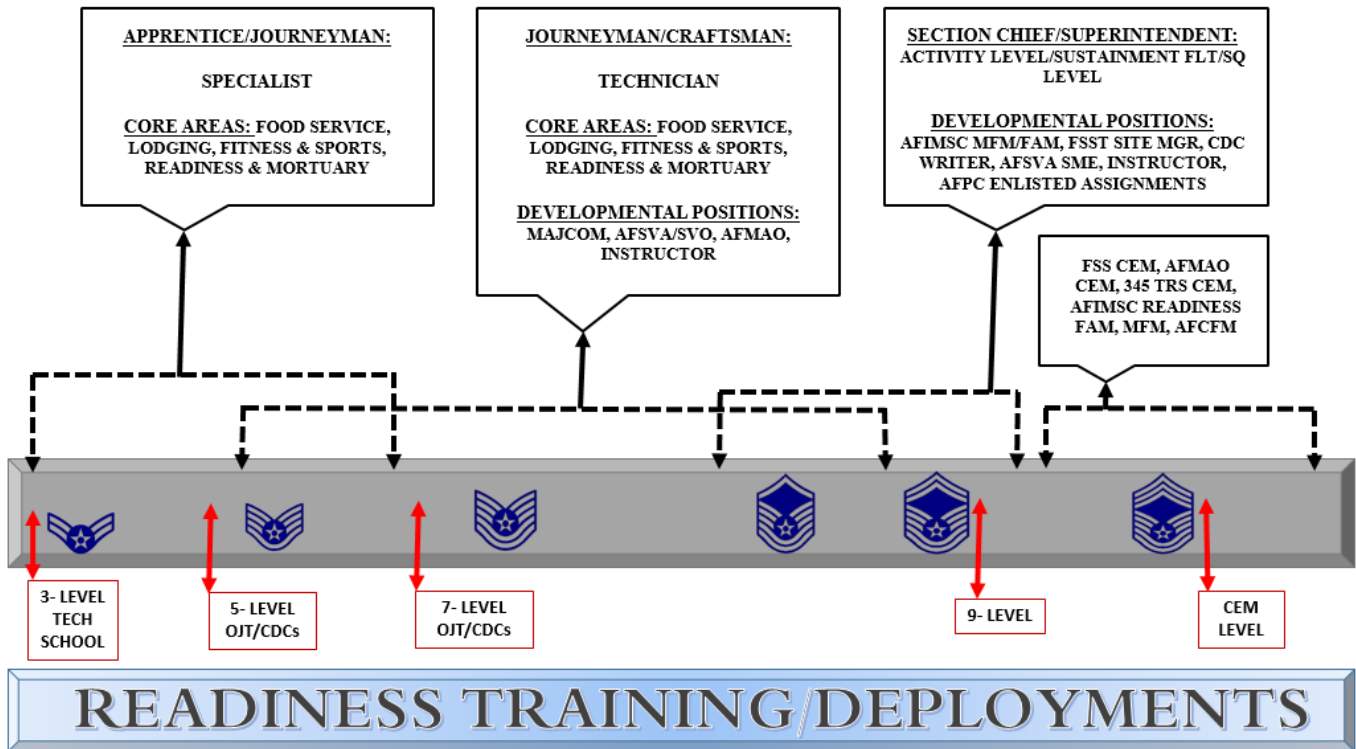 APPRENTICE/JOURNEYMAN:
SPECIALIST
CORE AREAS: FOOD SERVICE,
LODGING, FITNESS & SPORTS,
READINESS & MORTUARY
JOURNEYMAN/CRAFTSMAN:
TECHNICIAN
CORE AREAS: FOOD SERVICE,
LODGING, FITNESS & SPORTS,
READINESS & MORTUARY
DEVELOPMENTAL POSITIONS:
MAJCOM, AFSVA/SVO, AFMAO,
INSTRUCTOR
SECTION CHIEF/SUPERINTENDENT:
ACTIVITY LEVEL/SUSTAINMENT FLT/SQ
LEVEL
DEVELOPMENTAL POSITIONS:
AFIMSC MFM/FAM, FSST SITE MGR, CDC
WRITER, AFSVA SME, INSTRUCTOR,
AFPC ENLISTED ASSIGNMENTS
FSS CEM, AFMAO
CEM, 345 TRS CEM,
AFIMSC READINESS
FAM, MFM, AFCFM
3- LEVEL
TECH
SCHOOL
5- LEVEL
OJT/CDCs
7- LEVEL
OJT/CDCs
9- LEVEL
CEM
LEVEL
READINESS TRAINING/DEPLOYMENTS